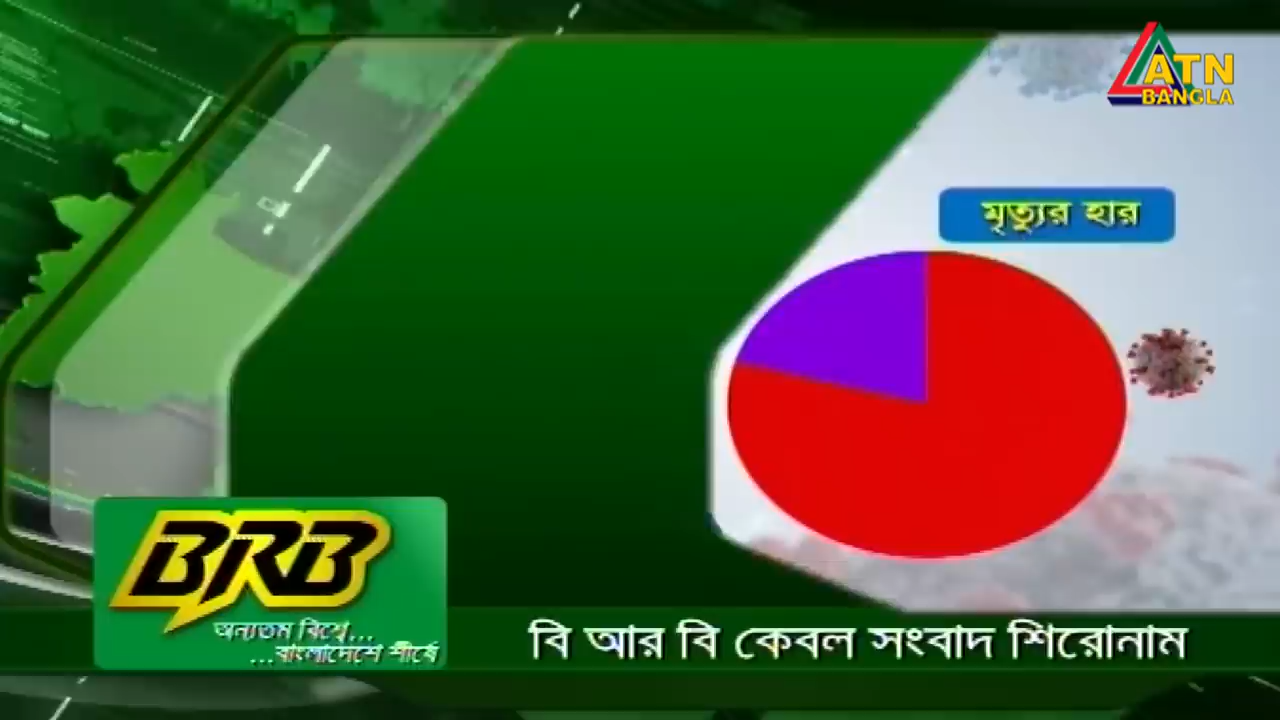 ATN
BANGLA
মৃত্যুর হার
BRB
অন্যতম বিশ্বে...
...বাংলাদেশে শীর্ষে
বি আর বি কেবল সংবাদ শিরোনাম